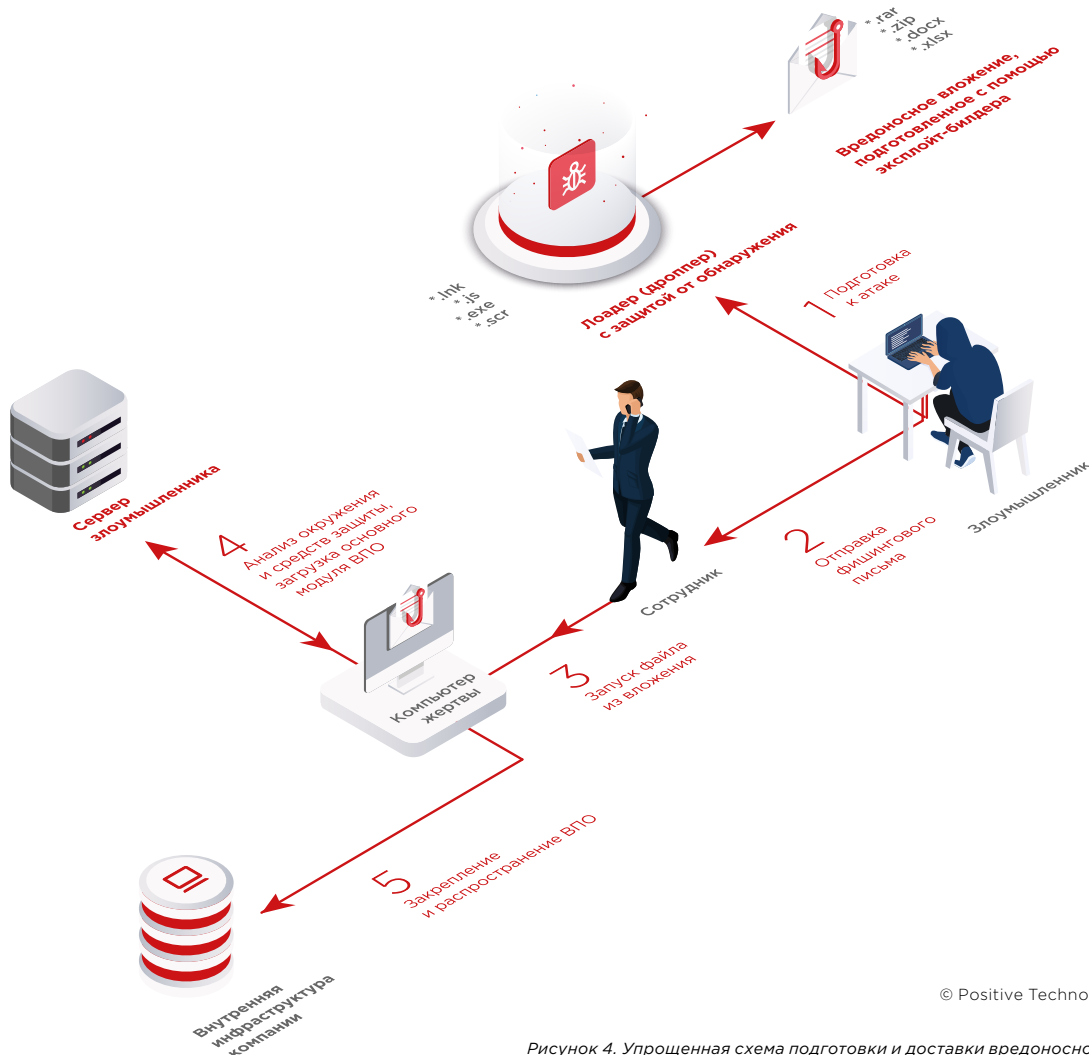 * .rar
* .zip
* .docx
* .xlsx
Вредоносное вложение,
подготовленное с помощью
эксплойт-билдера
* .lnk
* .js
* .exe
* .scr
Лоадер (дроппер)
с защитой от обнаружения
1 Подготовка
к атаке
Злоумышленник
2
Отправка
фишингового
письма
Сотрудник
3
Запуск файла
из вложения
Сервер
злоумышленника
4
Анализ окружения
и средств защиты,
загрузка основного
модуля ВПО
Компьютер
жертвы
5
Закрепление
и распространение ВПО
Внутренняя
инфраструктура
компании
© Positive Techno
Рисунок 4. Упрощенная схема подготовки и доставки вредоносно